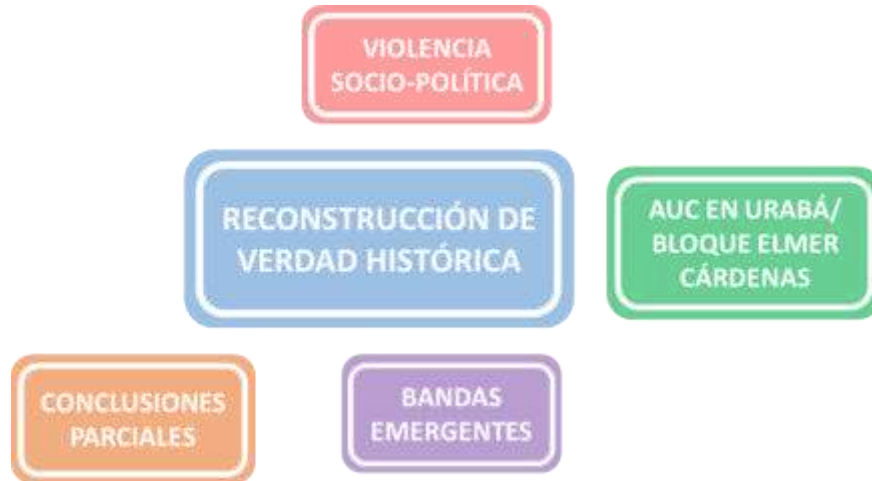 VIOLENCIA
SOCIO-POLÍTICA
RECONSTRUCCIÓN DE
VERDAD HISTÓRICA
AUC EN URABÁ/
BLOQUE ELMER
CÁRDENAS
CONCLUSIONES
PARCIALES
BANDAS
EMERGENTES